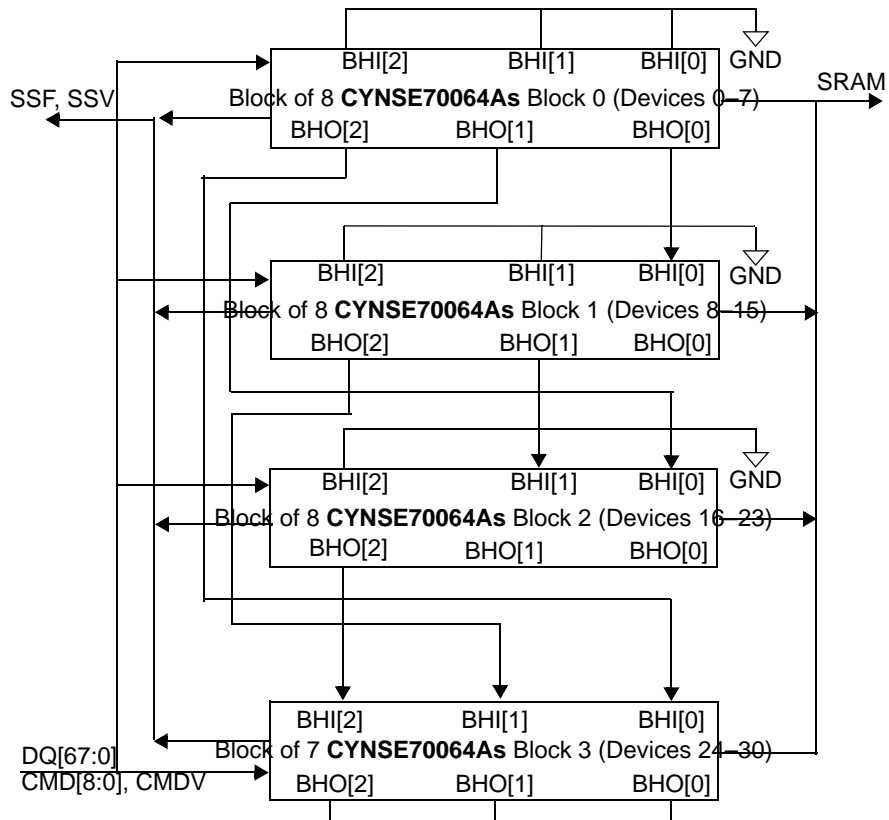 BHI[2] BHI[1] BHI[0] GND
SSF, SSV
Block of 8 CYNSE70064As Block 0 (Devices 0–7)
SRAM
BHO[2] BHO[1] BHO[0]
BHI[2] BHI[1] BHI[0] GND
Block of 8 CYNSE70064As Block 1 (Devices 8–15)
BHO[2] BHO[1] BHO[0]
BHI[2] BHI[1] BHI[0] GND
Block of 8 CYNSE70064As Block 2 (Devices 16–23)
BHO[2] BHO[1] BHO[0]
BHI[2] BHI[1] BHI[0]
Block of 7 CYNSE70064As Block 3 (Devices 24–30)
DQ[67:0]
CMD[8:0], CMDV
BHO[2] BHO[1] BHO[0]